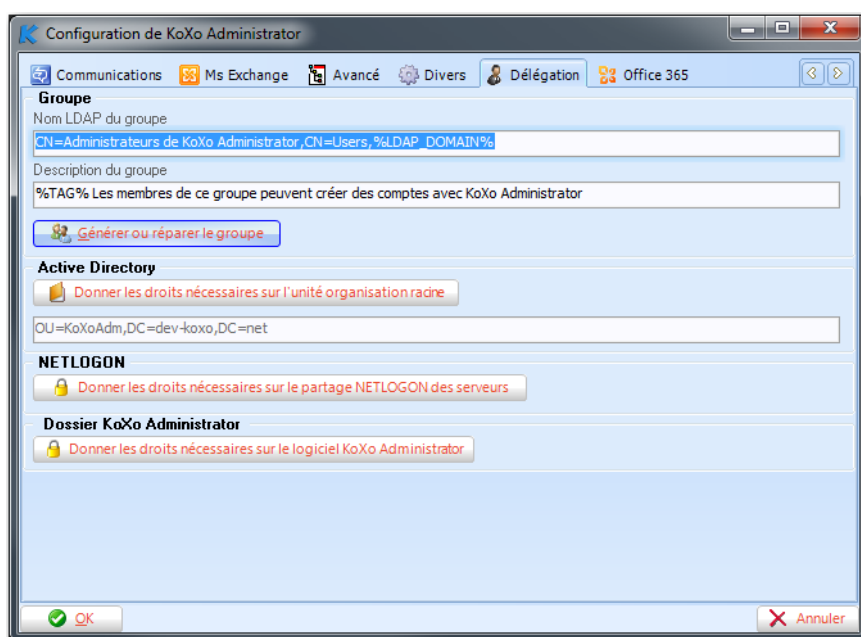 Configuration de KoXo Administrator
Communications Ms Exchange Avancé Divers Délégation Office 365
Groupe
Nom LDAP du groupe
CN=Administrateurs de KoXo Administrator,CN=Users,%LDAP_DOMAIN%
Description du groupe
%TAG% Les membres de ce groupe peuvent créer des comptes avec KoXo Administrator
Générer ou réparer le groupe
Active Directory
Donner les droits nécessaires sur l'unité organisation racine
OU=KoXoAdm,DC=dev-koxo,DC=net
NETLOGON
Donner les droits nécessaires sur le partage NETLOGON des serveurs
Dossier KoXo Administrator
Donner les droits nécessaires sur le logiciel KoXo Administrator
OK Annuler